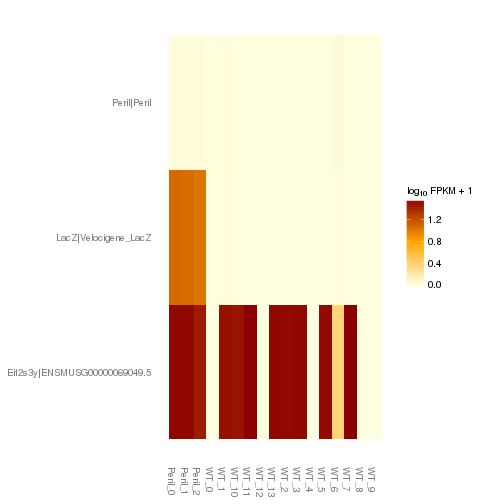 Peril|Peril
LacZ|Velocigene_LacZ
Eif2s3y|ENSMUSG00000069049.5
log10 FPKM + 1
1.2
0.8
0.4
0.0
Peril_0
Peril_1
Peril_2
WT_0
WT_1
WT_10
WT_11
WT_12
WT_13
WT_2
WT_3
WT_4
WT_5
WT_6
WT_7
WT_8
WT_9